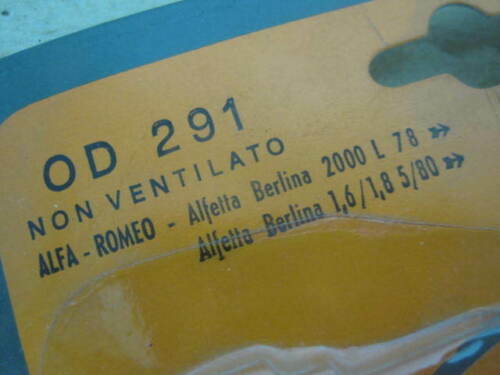 OD 291
NON VENTILATO
ALFA - ROMEO - Alfetta Berlina 2000 L 78 ➳
Alfetta Berlina 1,6/1,8 5/80 ➳